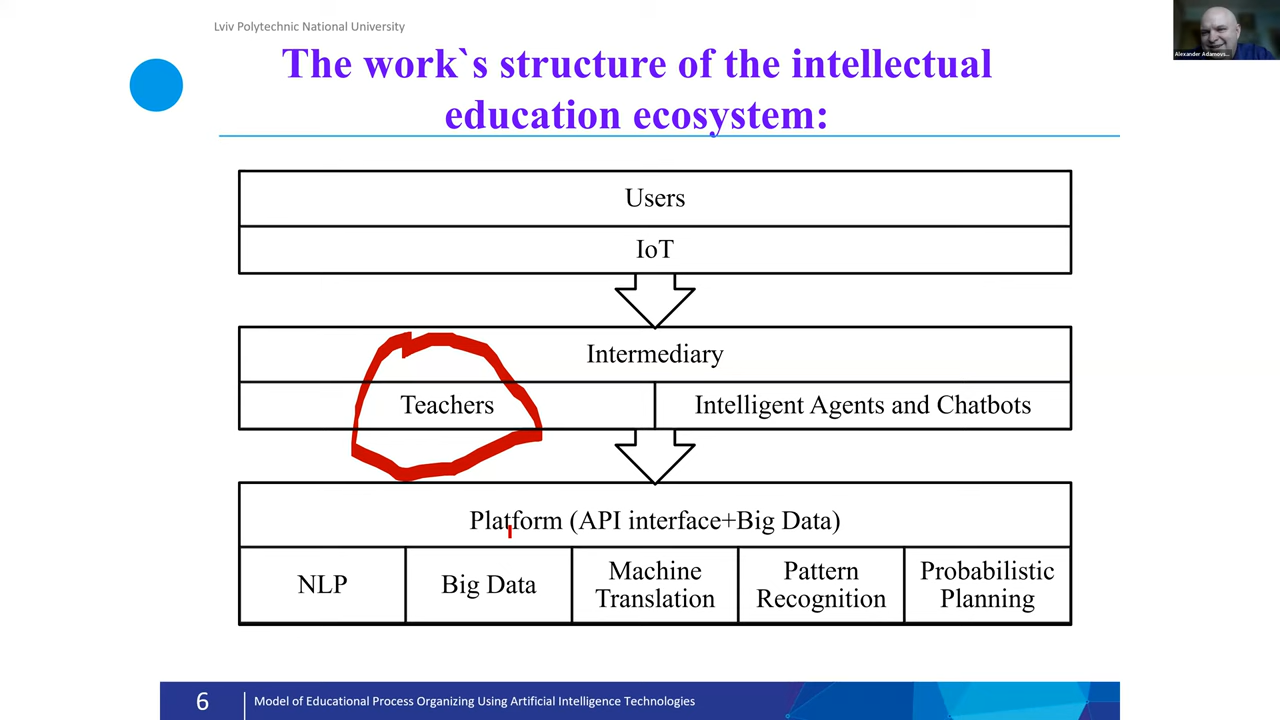 Lviv Polytechnic National University
The work`s structure of the intellectual
education ecosystem:
Users
IoT
Intermediary
Teachers
Intelligent Agents and Chatbots
Platform (API interface+Big Data)
NLP
Big Data
Machine
Translation
Pattern
Recognition
Probabilistic
Planning
6
Model of Educational Process Organizing Using Artificial Intelligence Technologies
Alexander Adamovs...